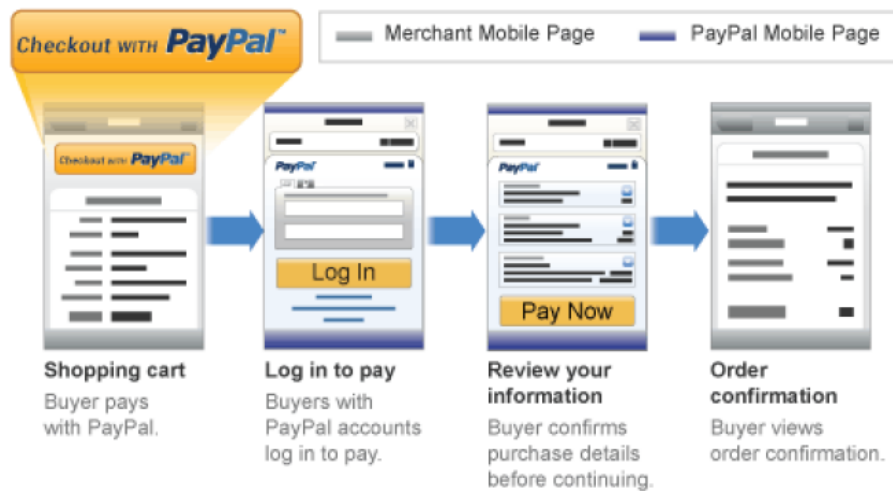 Checkout WITH PayPal™
Merchant Mobile Page
PayPal Mobile Page
Checkout WITH PayPal™
PayPal
Log In
PayPal
Pay Now
Shopping cart
Buyer pays
with PayPal.
Log in to pay
Buyers with
PayPal accounts
log in to pay.
Review your
information
Buyer confirms
purchase details
before continuing.
Order
confirmation
Buyer views
order confirmation.